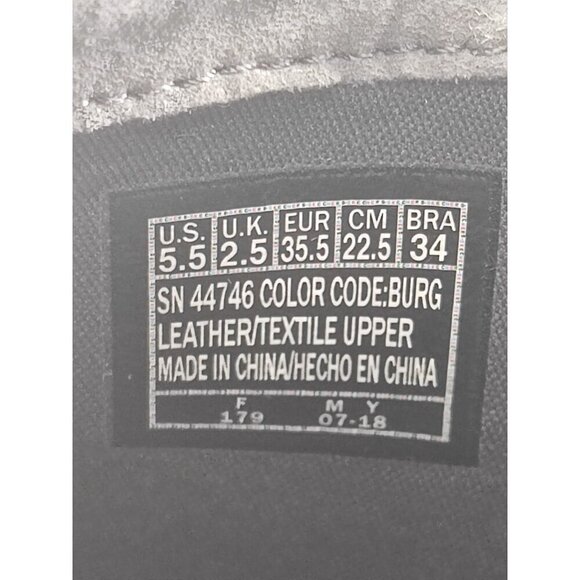 U.S. U.K. EUR CM BRA
5.5 2.5 35.5 22.5 34
SN 44746 COLOR CODE:BURG
LEATHER/TEXTILE UPPER
MADE IN CHINA/HECHO EN CHINA
F M Y
179 07-18